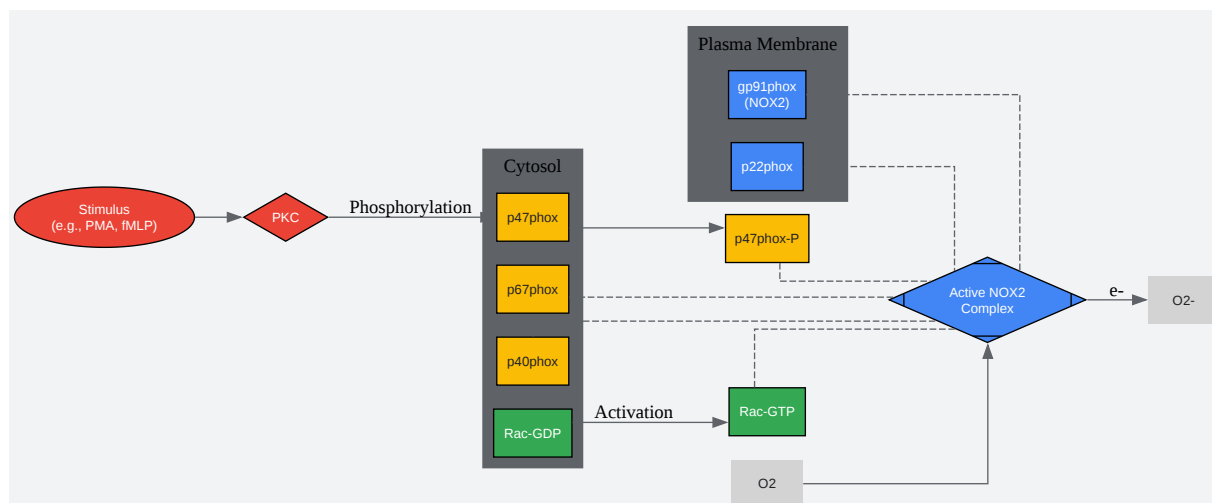 Plasma Membrane
gp91phox
(NOX2)
p22phox
Cytosol
Stimulus
(e.g., PMA, fMLP)
PKC
Phosphorylation
p47phox
p47phox-P
p67phox
Active NOX2
Complex
e-
O2-
p40phox
Rac-GDP
Activation
Rac-GTP
O2